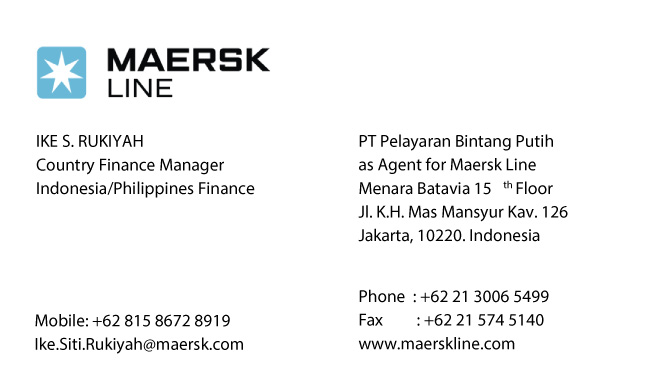 MAERSK
LINE
IKE S. RUKIYAH
Country Finance Manager
Indonesia/Philippines Finance
Mobile: +62 815 8672 8919
Ike.Siti.Rukiyah@maersk.com
PT Pelayaran Bintang Putih
as Agent for Maersk Line
Menara Batavia 15 th Floor
Jl. K.H. Mas Mansyur Kav. 126
Jakarta, 10220. Indonesia
Phone : +62 21 3006 5499
Fax : +62 21 574 5140
www.maerskline.com